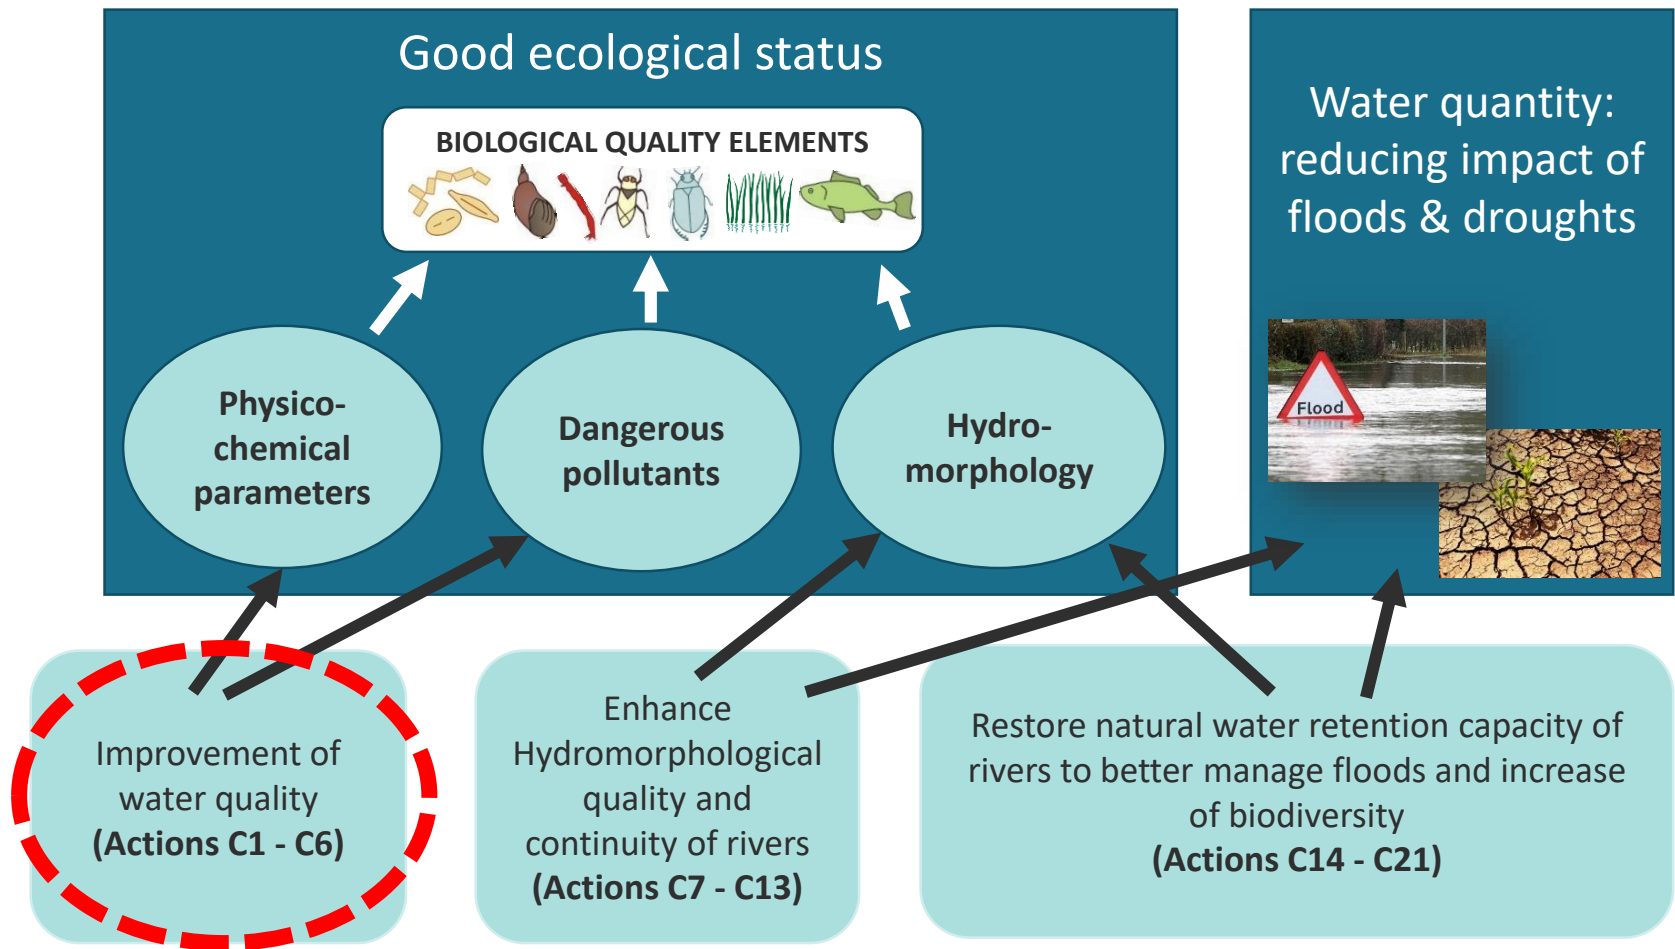 Good ecological status
BIOLOGICAL QUALITY ELEMENTS
Physico-
chemical
parameters
Dangerous
pollutants
Hydro-
morphology
Water quantity:
reducing impact of
floods & droughts
Flood
Improvement of
water quality
(Actions C1 - C6)
Enhance
Hydromorphological
quality and
continuity of rivers
(Actions C7 - C13)
Restore natural water retention capacity of
rivers to better manage floods and increase
of biodiversity
(Actions C14 - C21)